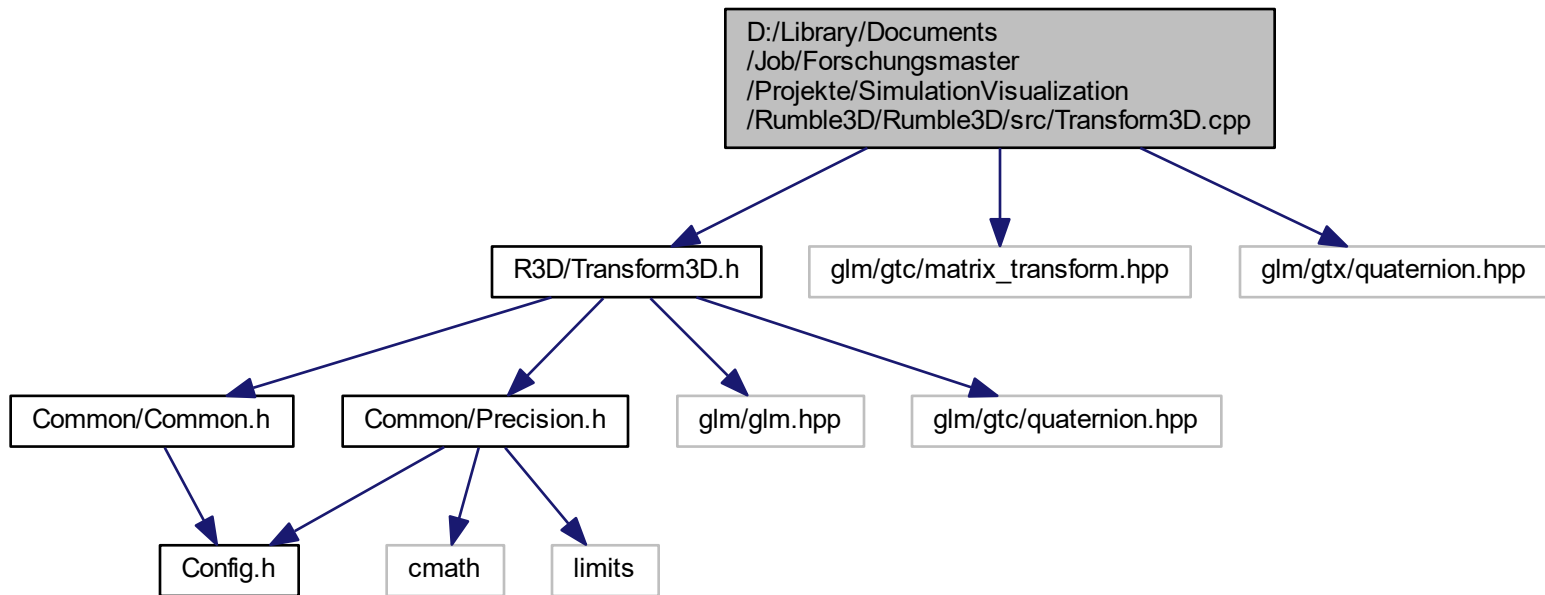 D:/Library/Documents
/Job/Forschungsmaster
/Projekte/SimulationVisualization
/Rumble3D/Rumble3D/src/Transform3D.cpp
R3D/Transform3D.h
glm/gtc/matrix_transform.hpp
glm/gtx/quaternion.hpp
Common/Common.h
Common/Precision.h
glm/glm.hpp
glm/gtc/quaternion.hpp
Config.h
cmath
limits